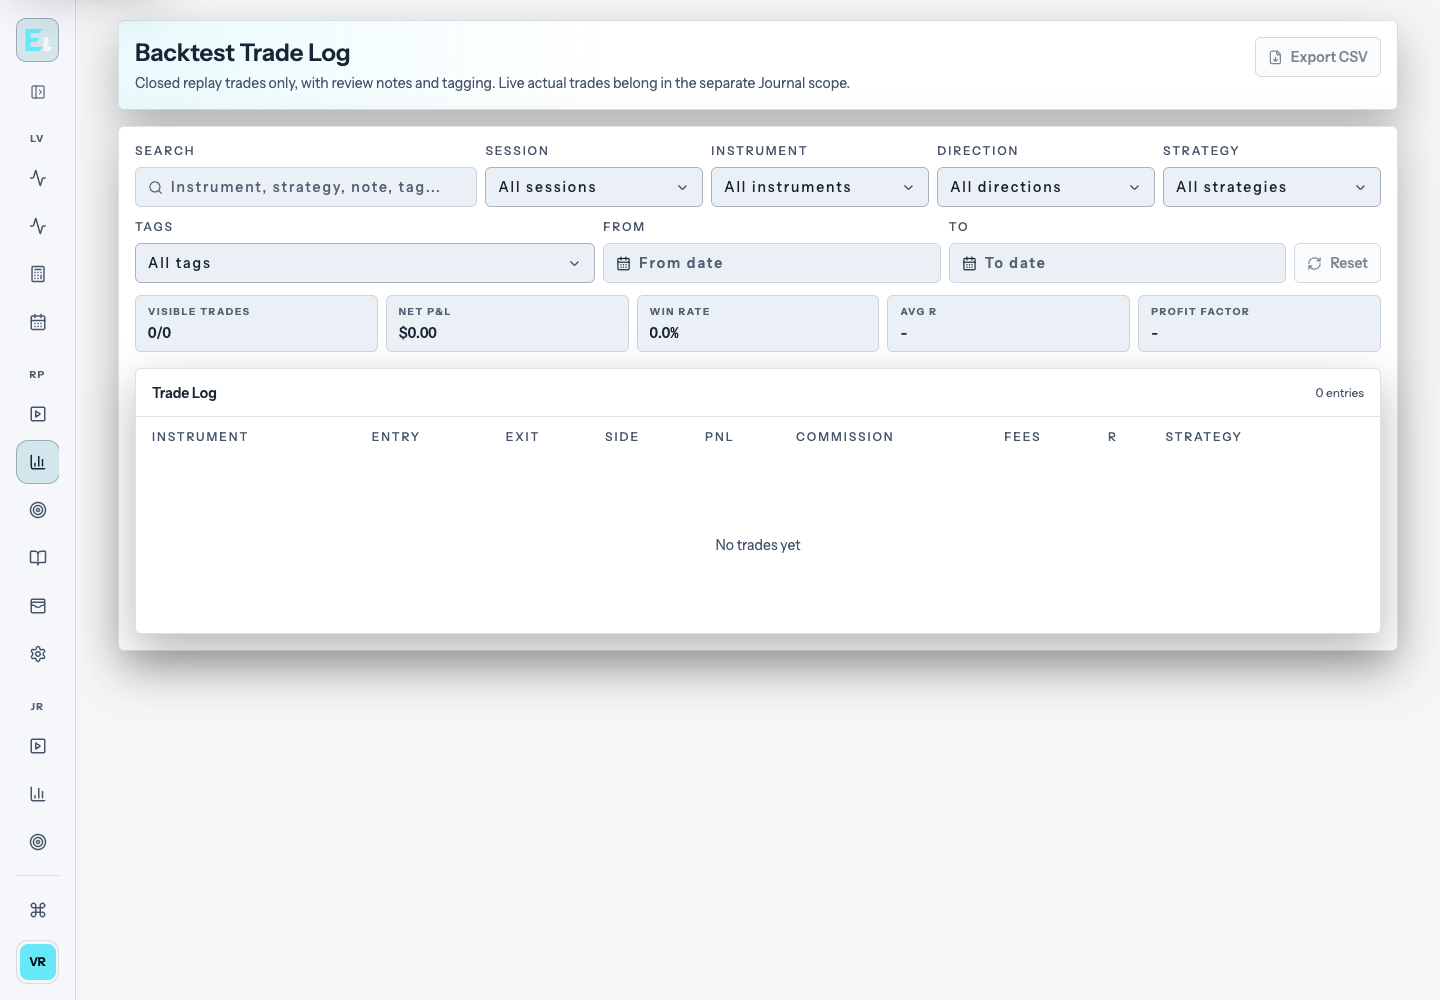 EL
LV
RP
JR
VR
Backtest Trade Log
Closed replay trades only, with review notes and tagging. Live actual trades belong in the separate Journal scope.
Export CSV
SEARCH SESSION INSTRUMENT DIRECTION STRATEGY
Instrument, strategy, note, tag... All sessions All instruments All directions All strategies
TAGS FROM TO
All tags From date To date Reset
VISIBLE TRADES NET P&L WIN RATE AVG R PROFIT FACTOR
0/0 $0.00 0.0% - -
Trade Log 0 entries
INSTRUMENT ENTRY EXIT SIDE PNL COMMISSION FEES R STRATEGY
No trades yet